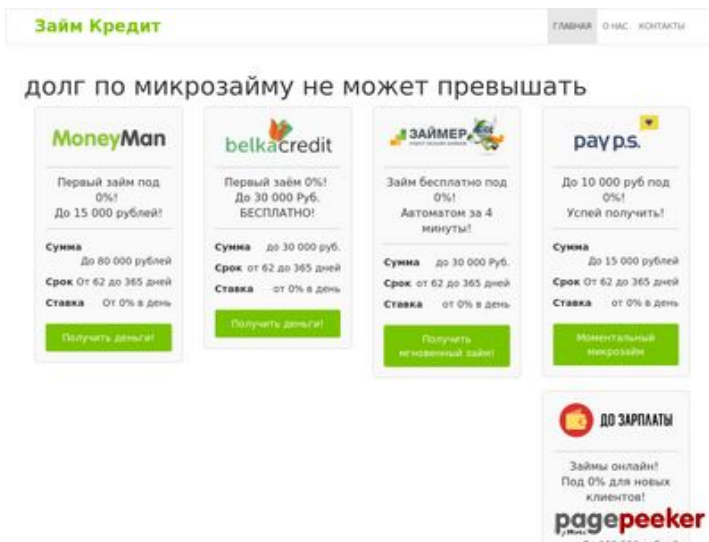 Займ Кредит
ГЛАВНАЯ О НАС КОНТАКТЫ
долг по микрозайму не может превышать
MoneyMan
Первый займ под
0%!
До 15 000 рублей!
Сумма
До 80 000 рублей
Срок От 62 до 365 дней
Ставка От 0% в день
Получить деньги!
belkacredit
Первый заём 0%!
До 30 000 Руб.
БЕСПЛАТНО!
Сумма до 30 000 руб.
Срок от 62 до 365 дней
Ставка от 0% в день
Получить деньги!
ЗАЙМЕР
Займ бесплатно под
0%!
Автоматом за 4
минуты!
Сумма до 30 000 Руб.
Срок от 62 до 365 дней
Ставка от 0% в день
Получить
мгновенный займ!
pay p.s.
До 10 000 руб под
0%!
Успей получить!
Сумма
До 15 000 рублей
Срок От 62 до 365 дней
Ставка От 0% в день
Моментальный
микрозайм
ДО ЗАРПЛАТЫ
Займы онлайн!
Под 0% для новых
клиентов!
pagepeeker